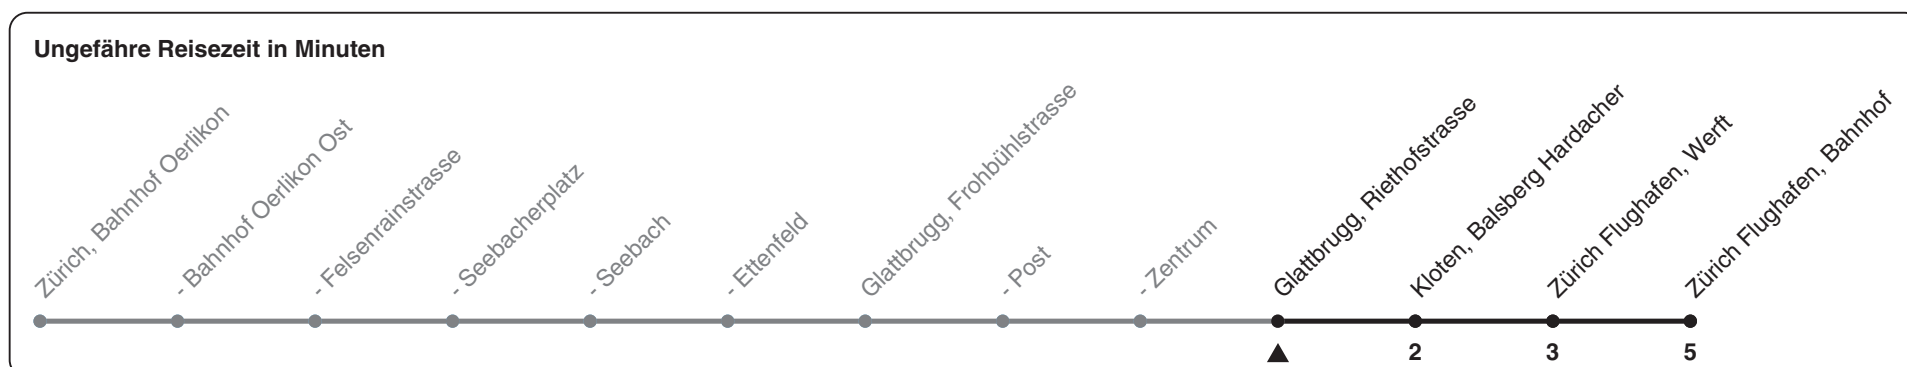 Ungefähre Reisezeit in Minuten
Zürich, Bahnhof Oerlikon
- Bahnhof Oerlikon Ost
- Felsenrainstrasse
- Seebacherplatz
- Seebach
- Ettenfeld
Glattbrugg, Frohbühlstrasse
- Post
- Zentrum
Glattbrugg, Riethofstrasse
Kloten, Balsberg Hardacher
Zürich Flughafen, Werft
Zürich Flughafen, Bahnhof
2 3 5